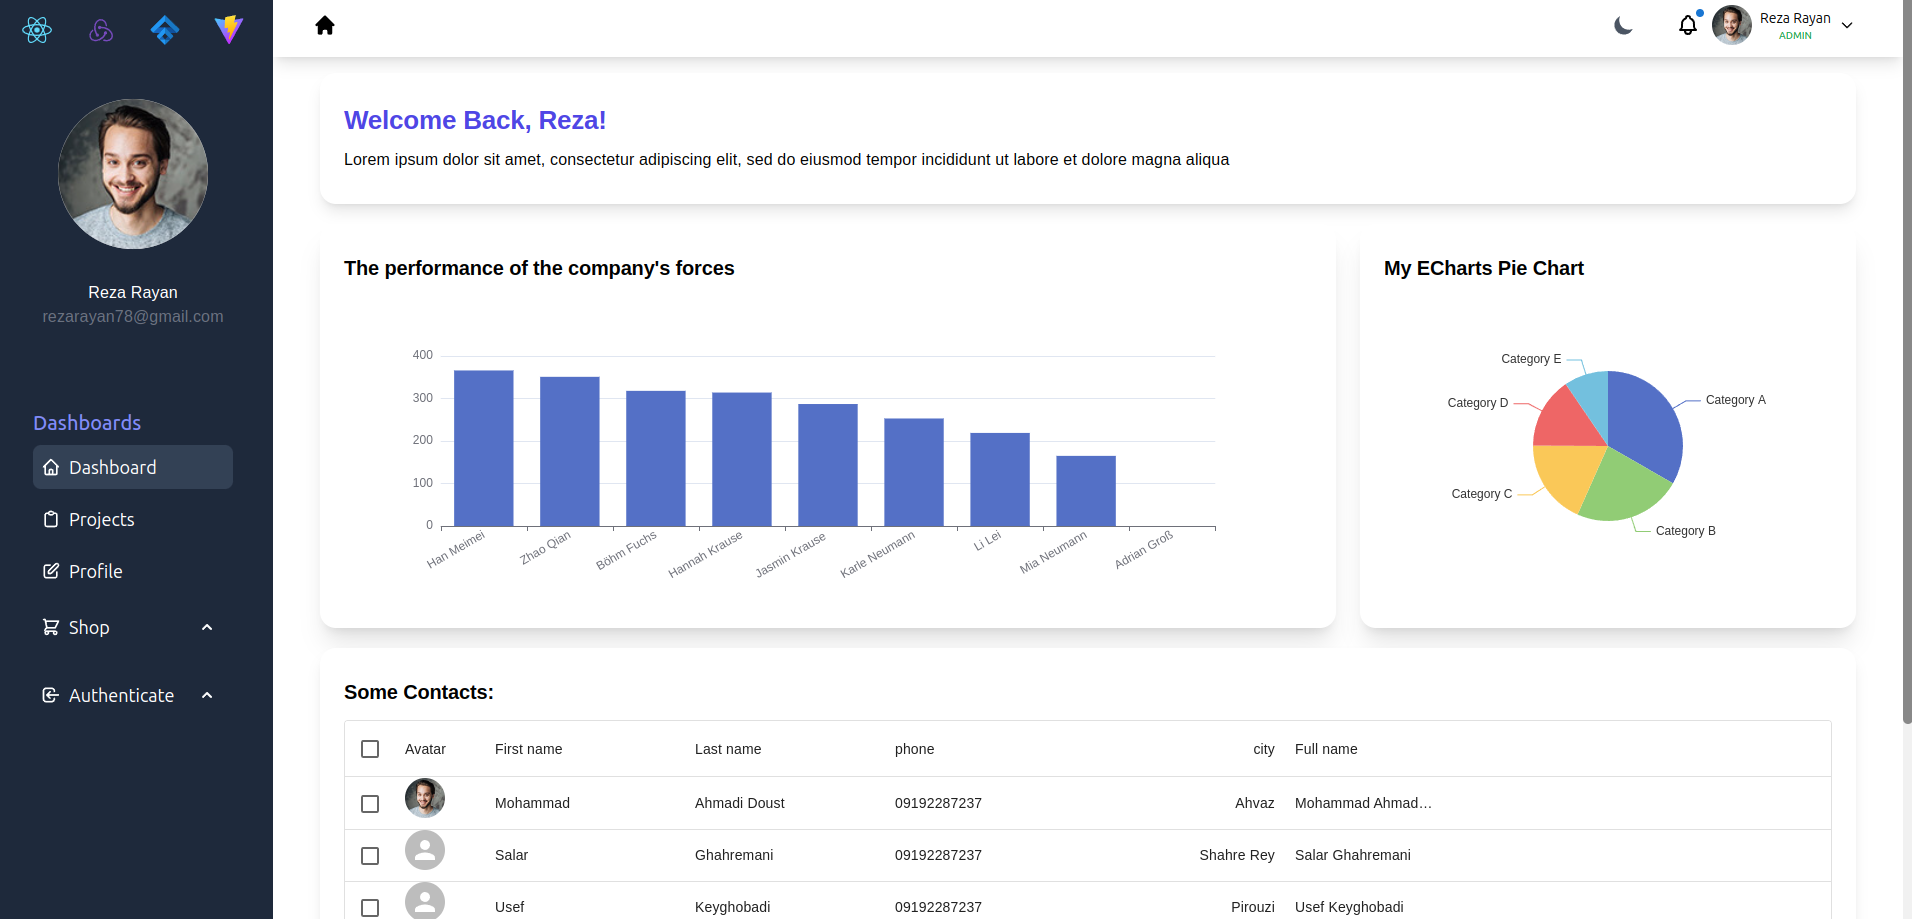 Reza Rayan
ADMIN
Reza Rayan
rezarayan78@gmail.com
Dashboards
Dashboard
Projects
Profile
Shop
Authenticate
Welcome Back, Reza!
Lorem ipsum dolor sit amet, consectetur adipiscing elit, sed do eiusmod tempor incididunt ut labore et dolore magna aliqua
The performance of the company's forces
400
300
200
100
0
Han Meimei
Zhao Qian
Böhm Fuchs
Hannah Krause
Jasmin Krause
Karle Neumann
Li Lei
Mia Neumann
Adrian Groß
My ECharts Pie Chart
Category E
Category A
Category D
Category C
Category B
Some Contacts:
Avatar First name Last name phone city Full name
Mohammad Ahmadi Doust 09192287237 Ahvaz Mohammad Ahmad…
Salar Ghahremani 09192287237 Shahre Rey Salar Ghahremani
Usef Keyghobadi 09192287237 Pirouzi Usef Keyghobadi